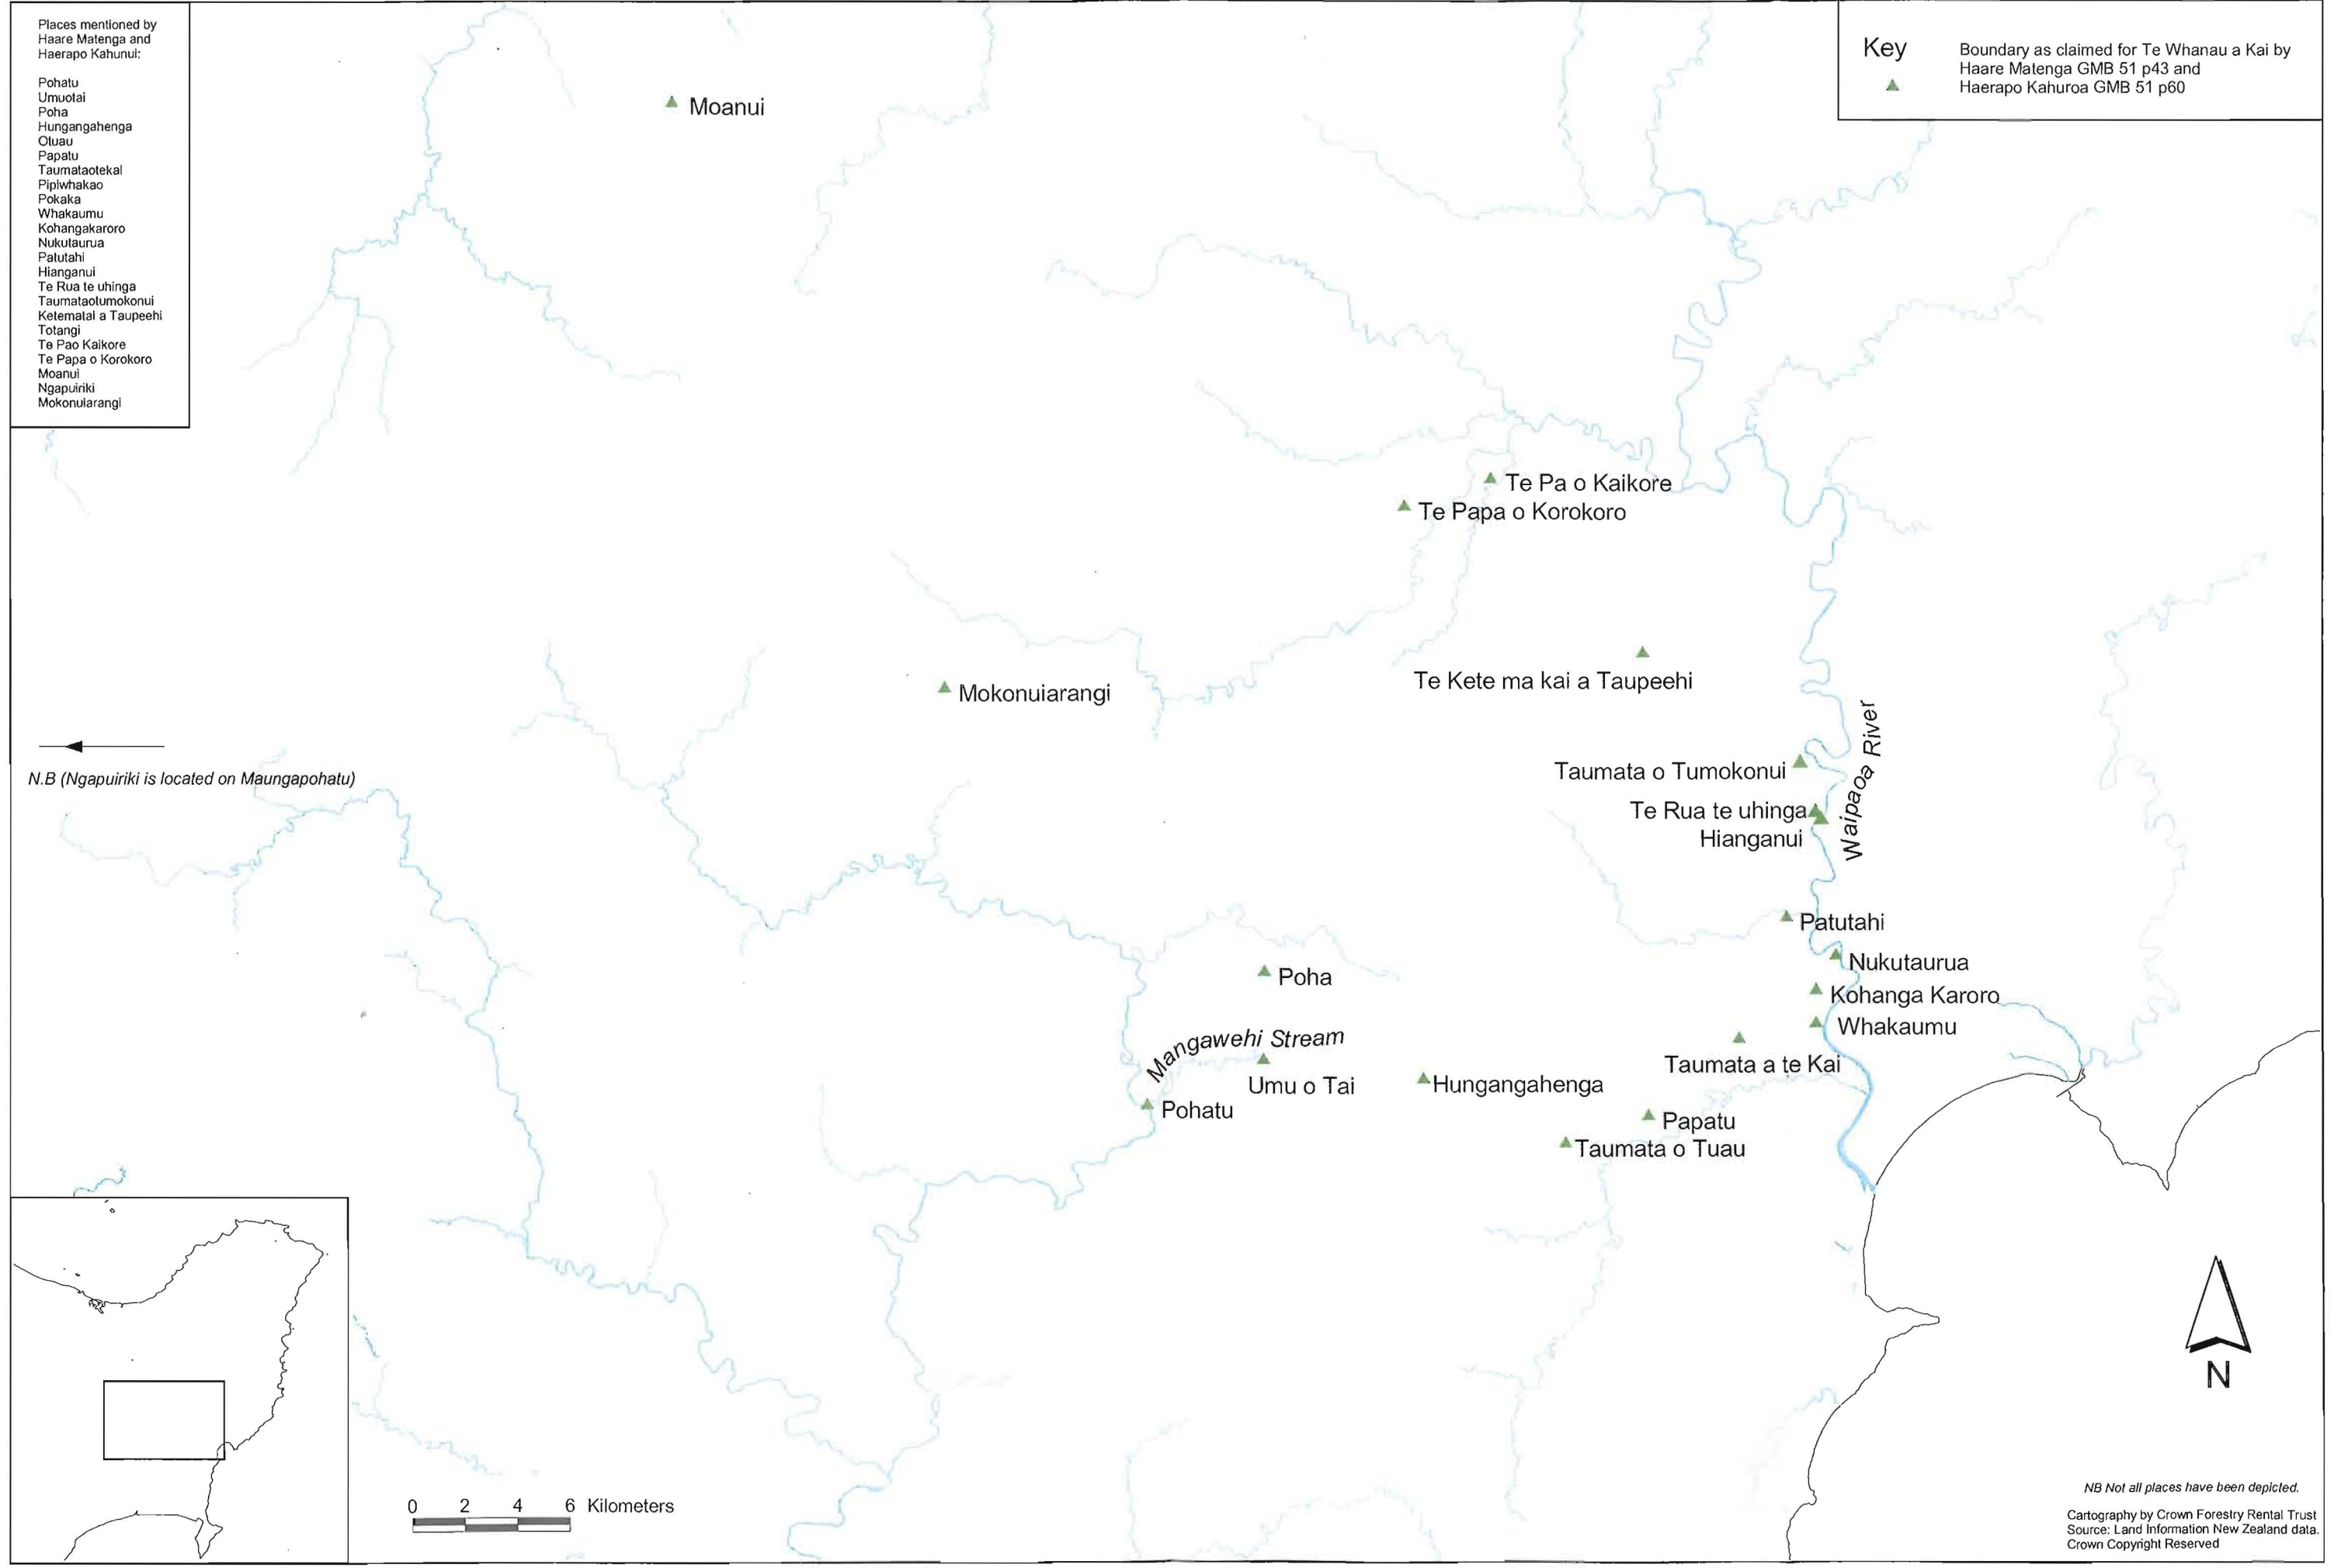 Places mentioned by
Haare Matenga and
Haerapo Kahunui:
Pohatu
Umuotai
Poha
Hungangahenga
Otuau
Papatu
Taumataotekai
Pipiwhakao
Pokaka
Whakaumu
Kohangakaroro
Nukutaurua
Patutahi
Hianganui
Te Rua te uhinga
Taumataotumokonui
Ketematai a Taupeehi
Totangi
Te Pao Kaikore
Te Papa o Korokoro
Moanui
Ngapuiriki
Mokonuiarangi
Key
Boundary as claimed for Te Whanau a Kai by
Haare Matenga GMB 51 p43 and
Haerapo Kahuroa GMB 51 p60
Moanui
Te Pa o Kaikore
Te Papa o Korokoro
Te Kete ma kai a Taupeehi
Mokonuiarangi
Waipaoa River
Taumata o Tumokonui
N.B (Ngapuiriki is located on Maungapohatu)
Te Rua te uhinga
Hianganui
Patutahi
Nukutaurua
Poha
Kohanga Karoro
Whakaumu
Mangawehi Stream
Taumata a te Kai
Umu o Tai
Hungangahenga
Pohatu
Papatu
Taumata o Tuau
N
0 2 4 6 Kilometers
NB Not all places have been depicted.
Cartography by Crown Forestry Rental Trust
Source: Land Information New Zealand data.
Crown Copyright Reserved